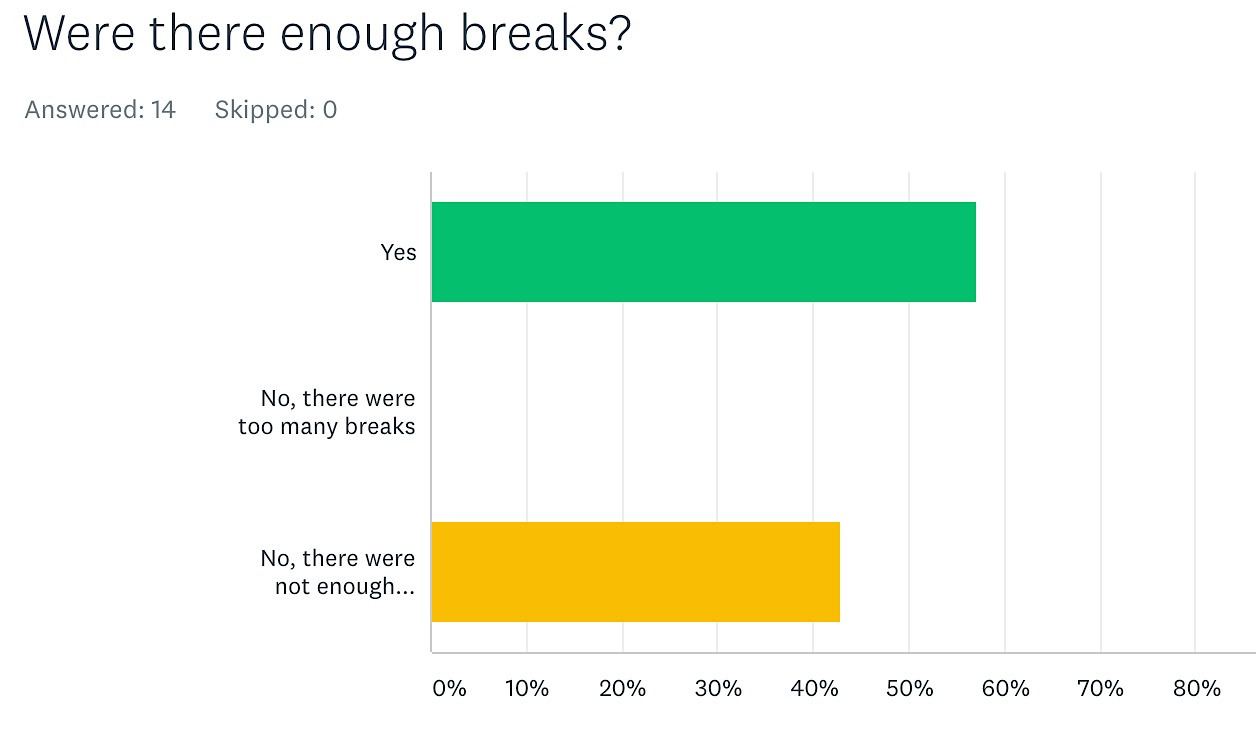 Were there enough breaks?
Answered: 14 Skipped: 0
Yes
No, there were
too many breaks
No, there were
not enough...
0% 10% 20% 30% 40% 50% 60% 70% 80%